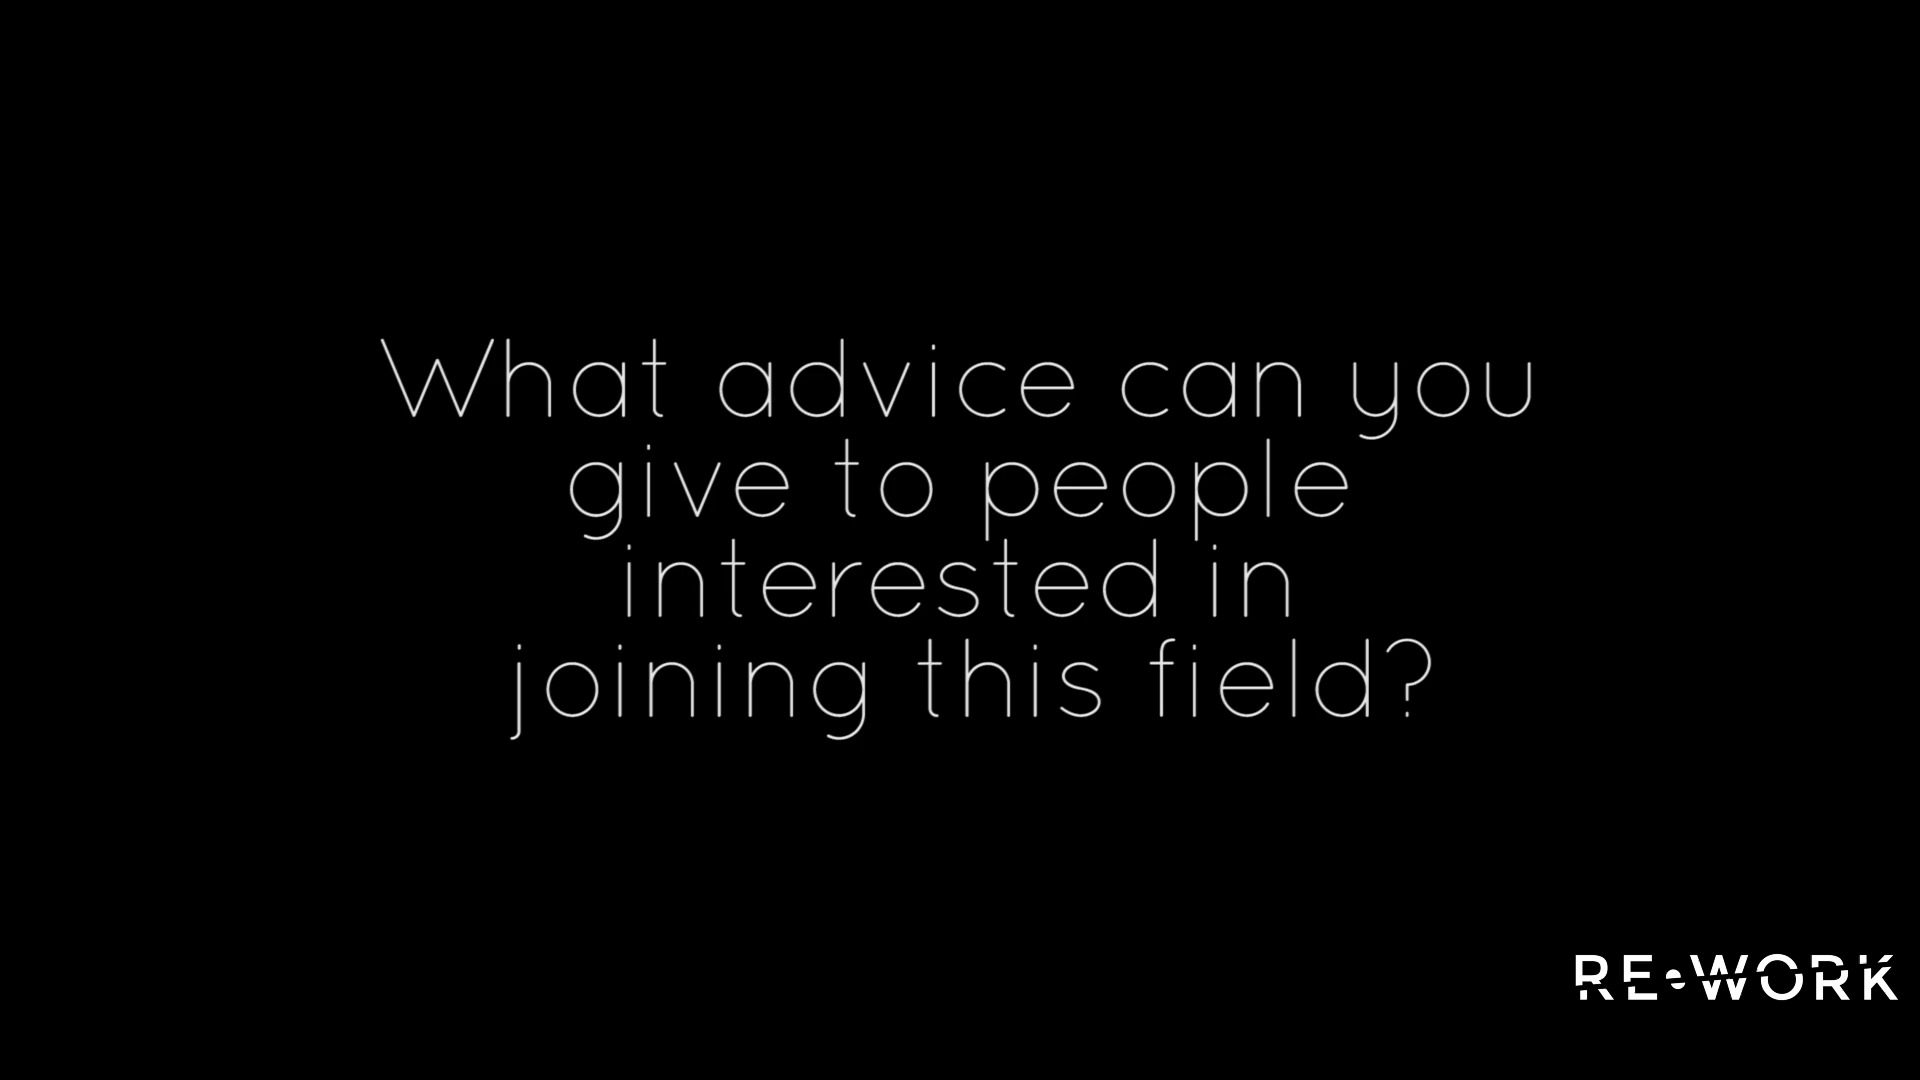 What advice can you
give to people
interested in
joining this field?
RE•WORK